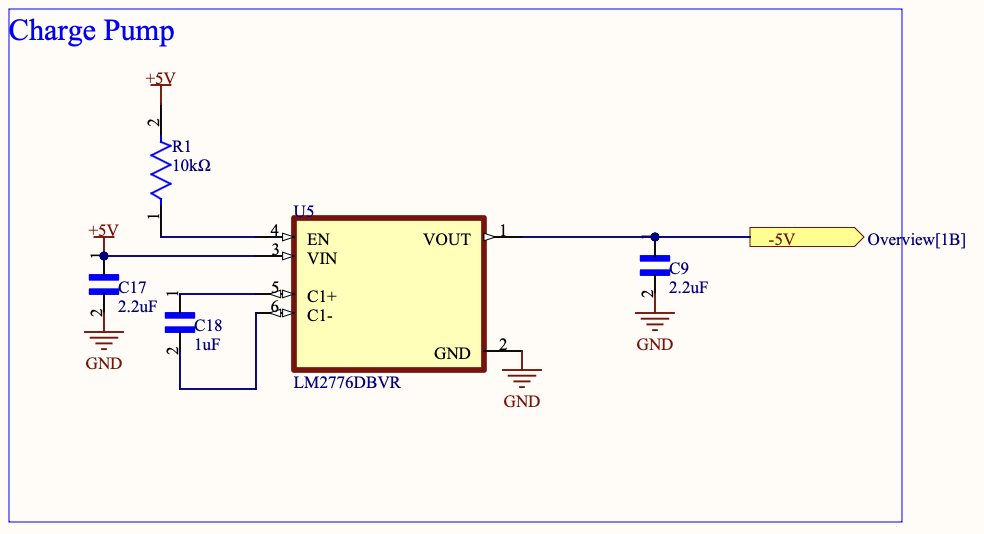 Charge Pump
+5V
2
R1
10kΩ
1
+5V
1
C17
2.2uF
2
GND
1
C18
1uF
2
U5
4
EN
3
VIN
5
C1+
6
C1-
VOUT
1
GND
2
LM2776DBVR
GND
C9
2.2uF
2
GND
-5V
Overview[1B]